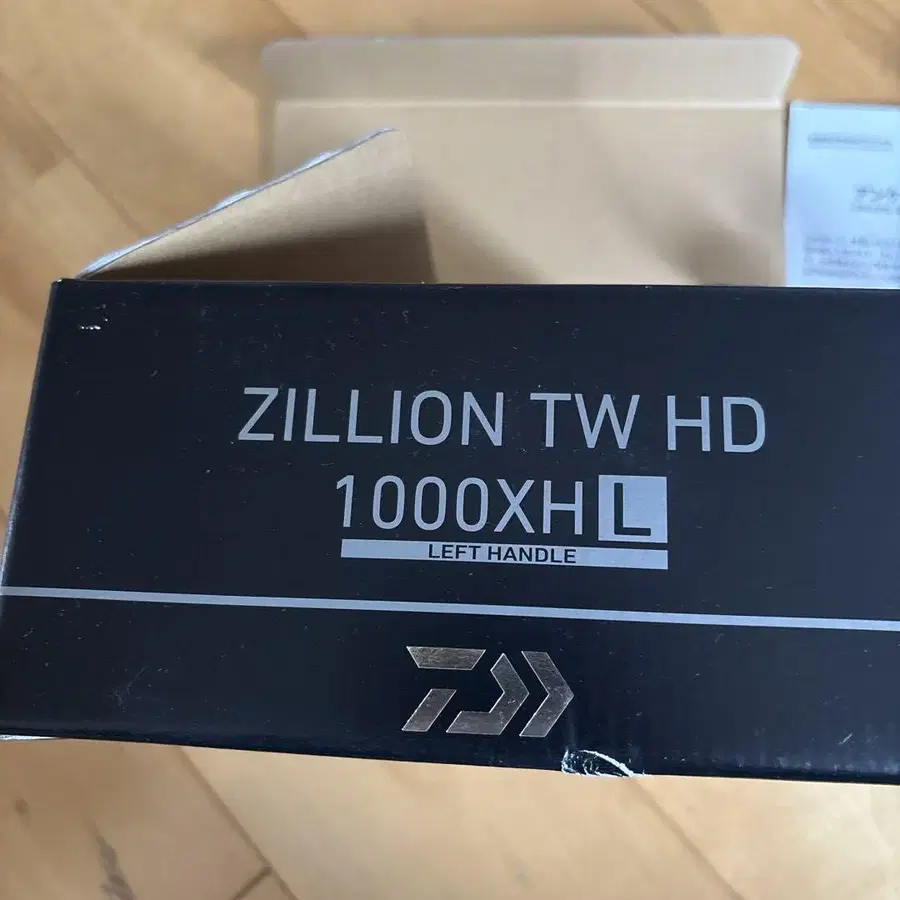 ZILLION TW HD
1000XHL
LEFT HANDLE